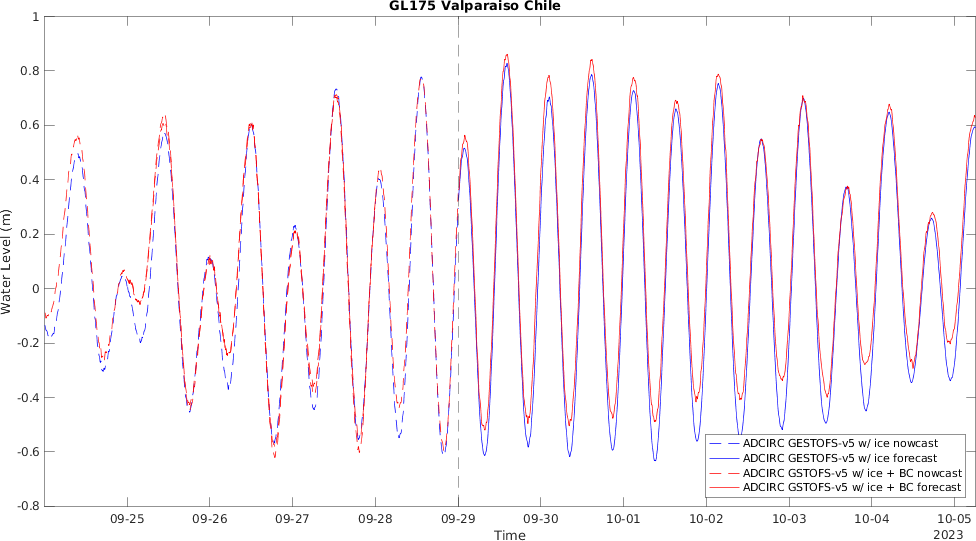 GL175 Valparaiso Chile
1
0.8
0.6
0.4
0.2
0
-0.2
-0.4
-0.6
-0.8
Water Level (m)
09-25 09-26 09-27 09-28 09-29 09-30 10-01 10-02 10-03 10-04 10-05
Time
2023
ADCIRC GESTOFS-v5 w/ ice nowcast
ADCIRC GESTOFS-v5 w/ ice forecast
ADCIRC GSTOFS-v5 w/ ice + BC nowcast
ADCIRC GSTOFS-v5 w/ ice + BC forecast